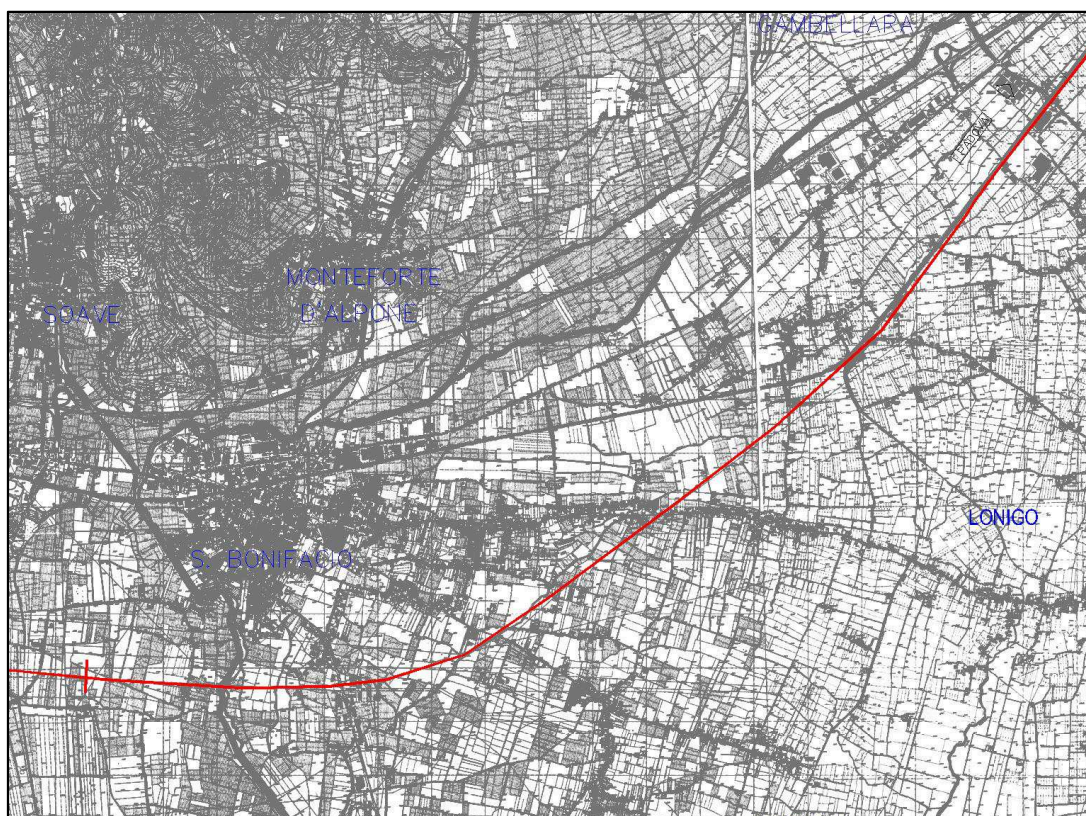 GAMBELLARA
MONTEFORTE
D'ALPONE
SOAVE
LONIGO
S. BONIFACIO